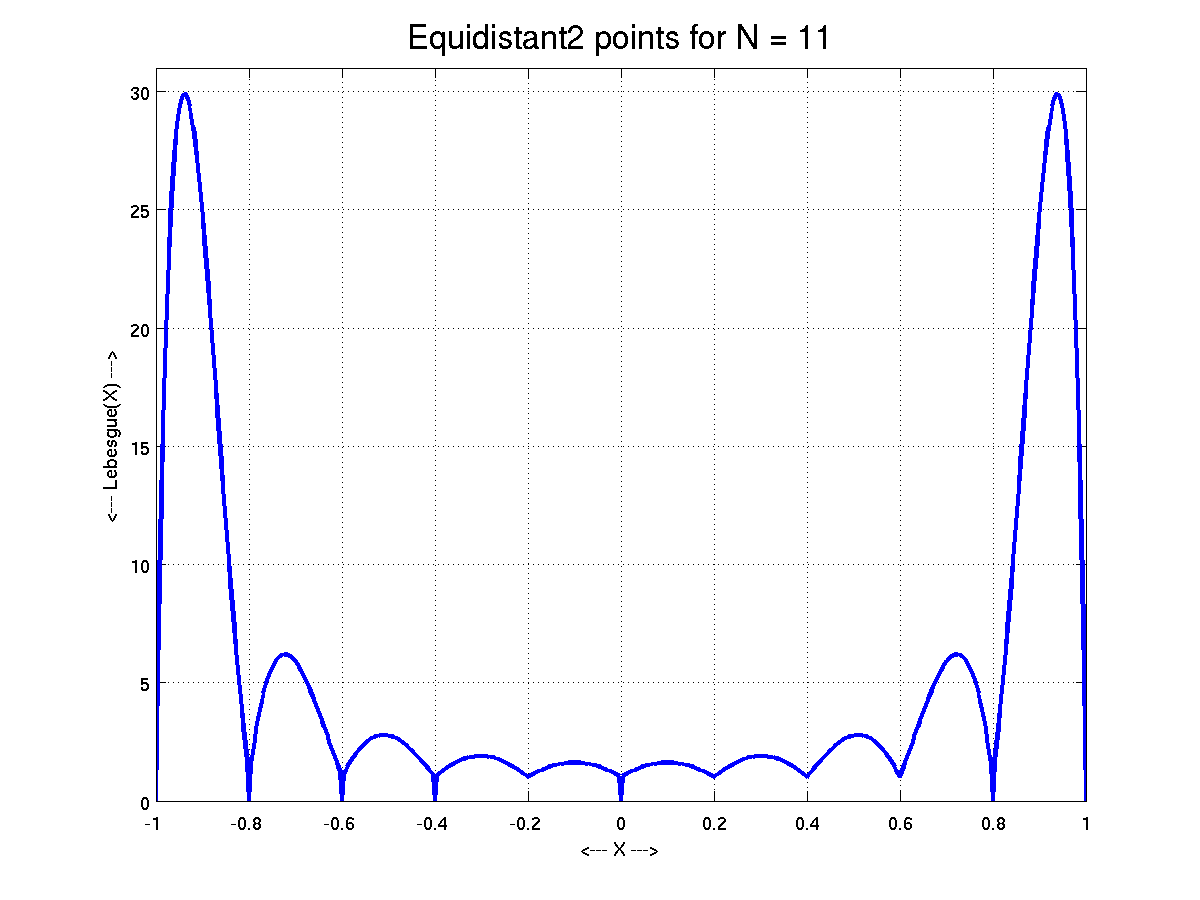 Equidistant2 points for N = 11
30
25
20
15
10
5
0
<--- Lebesgue(X) --->
-1 -0.8 -0.6 -0.4 -0.2 0 0.2 0.4 0.6 0.8 1
<--- X --->